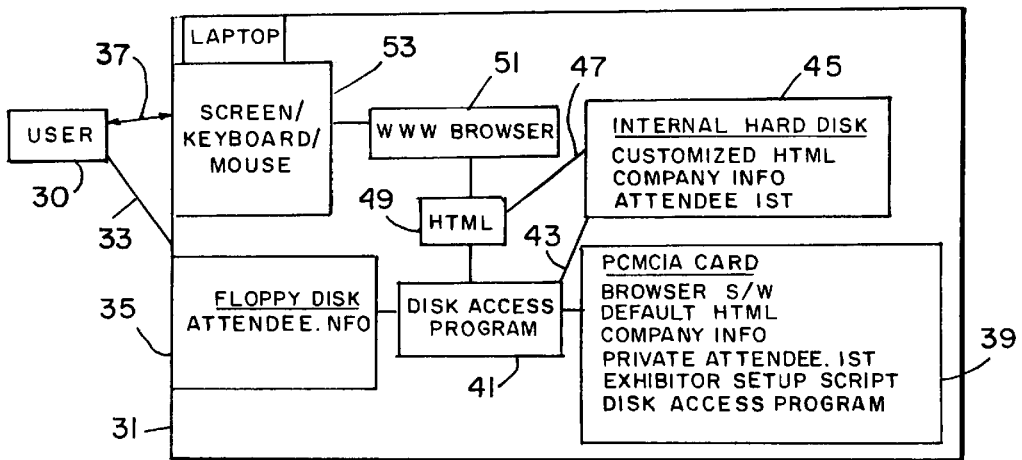 LAPTOP
37
53
51
47
45
USER
SCREEN/
KEYBOARD/
MOUSE
WWW BROWSER
INTERNAL HARD DISK
CUSTOMIZED HTML
COMPANY INFO
ATTENDEE 1ST
30
33
49
HTML
43
35
FLOPPY DISK
ATTENDEE.NFO
DISK ACCESS
PROGRAM
41
PCMCIA CARD
BROWSER S/W
DEFAULT HTML
COMPANY INFO
PRIVATE ATTENDEE.1ST
EXHIBITOR SETUP SCRIPT
DISK ACCESS PROGRAM
39
31